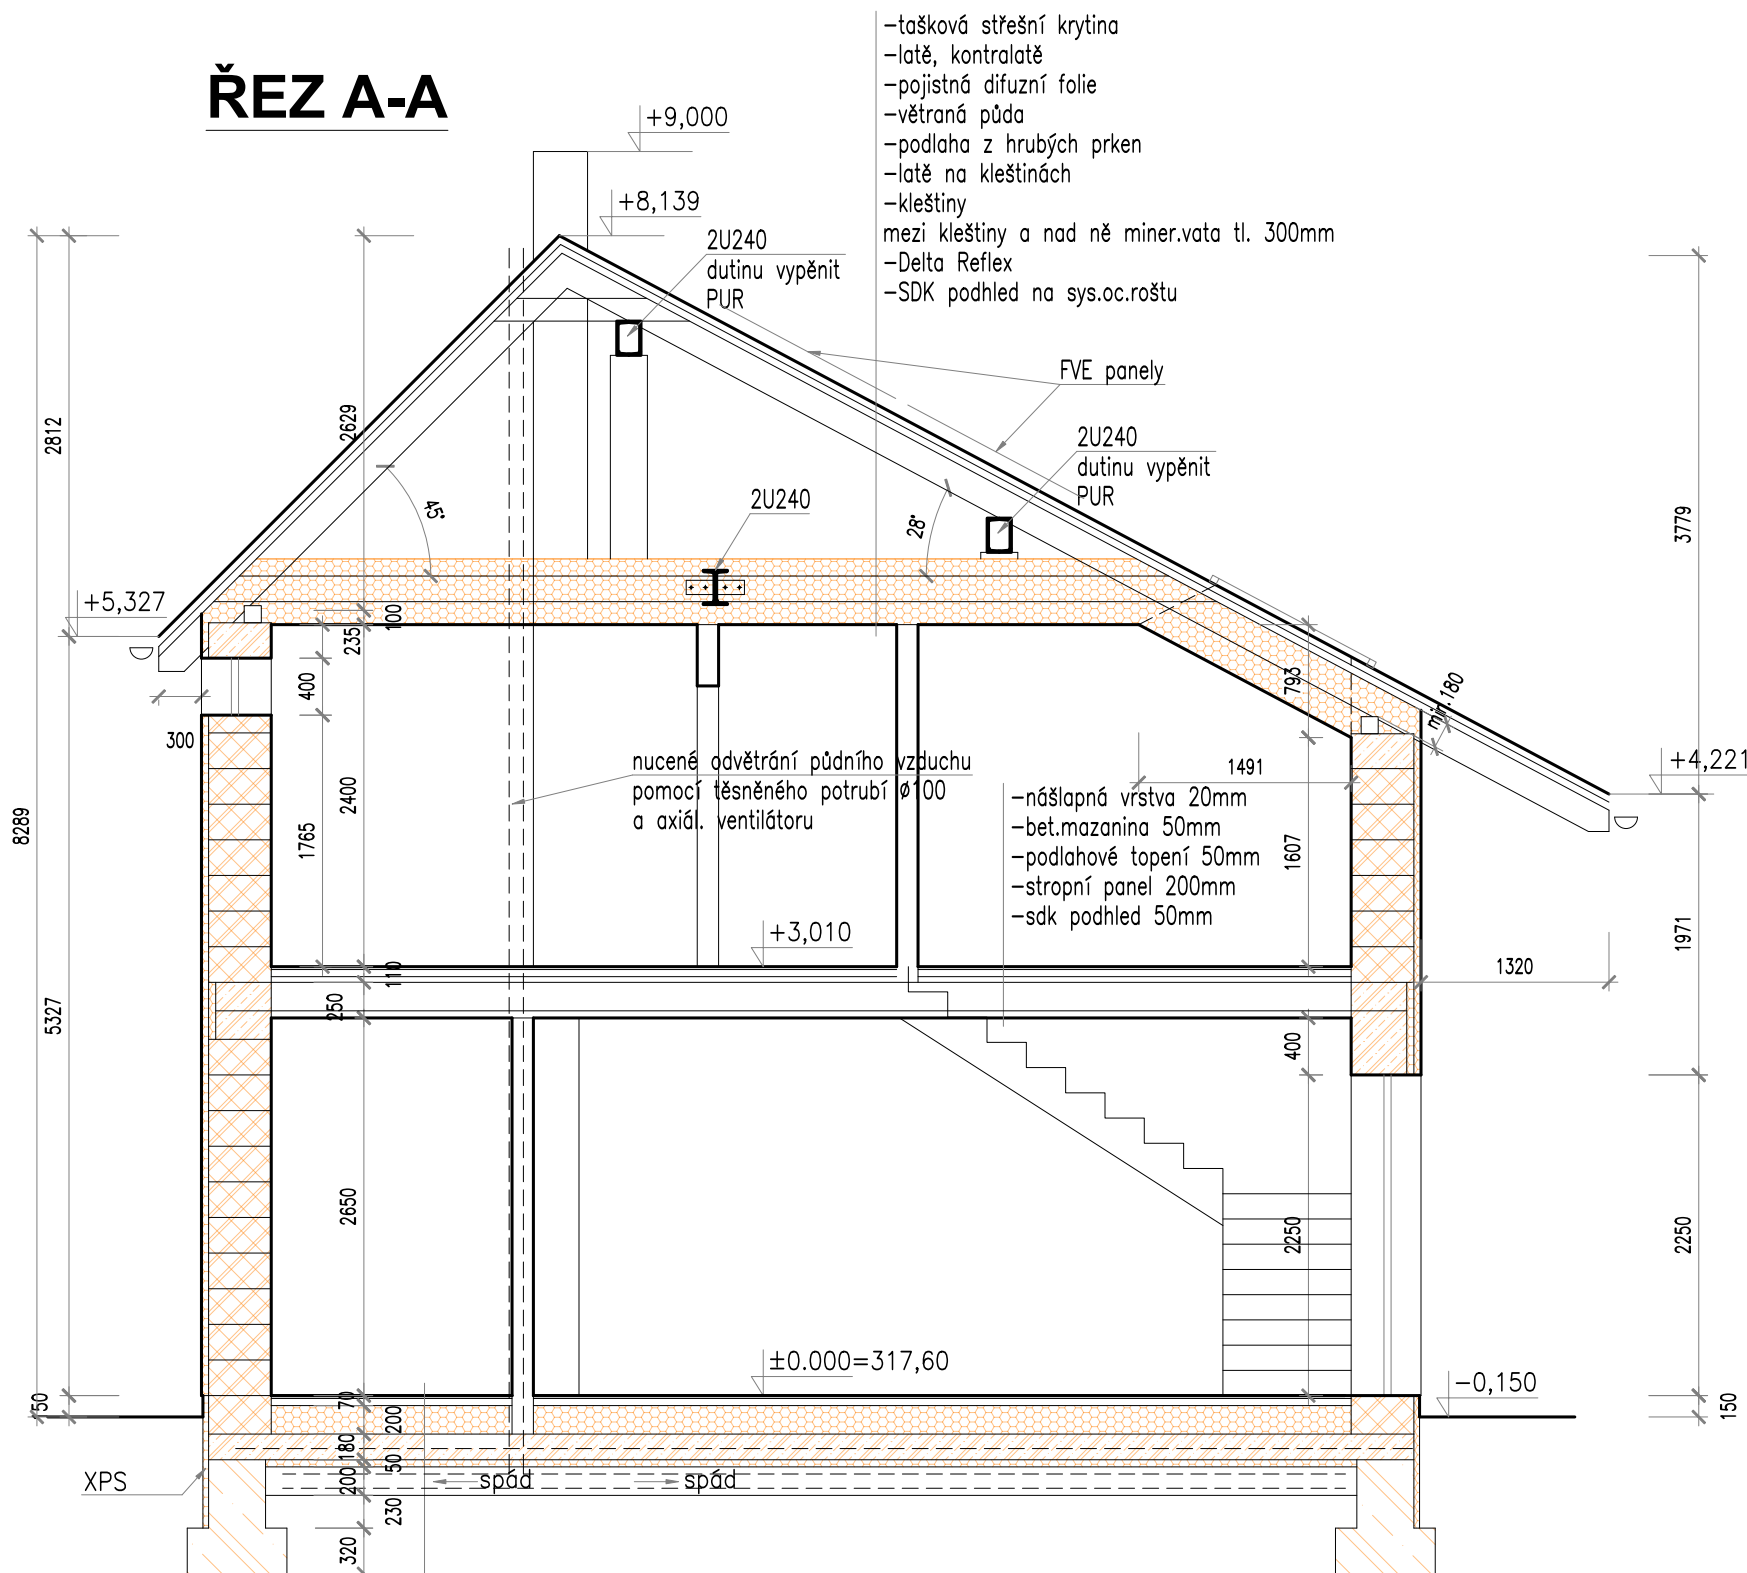 ŘEZ A-A
-tašková střešní krytina
-latě, kontralatě
-pojistná difuzní folie
-větraná půda
-podlaha z hrubých prken
-latě na kleštinách
-kleštiny
mezi kleštiny a nad ně miner.vata tl. 300mm
-Delta Reflex
-SDK podhled na sys.oc.roštu
+9,000
+8,139
2U240
dutinu vypěnit
PUR
FVE panely
2U240
dutinu vypěnit
PUR
2U240
45°
28°
2812
2629
3779
+5,327
100
235
400
300
793
min.180
+4,221
1491
nucené odvětrání půdního vzduchu
pomocí těsněného potrubí ø100
a axiál. ventilátoru
-nášlapná vrstva 20mm
-bet.mazanina 50mm
-podlahové topení 50mm
-stropní panel 200mm
-sdk podhled 50mm
8289
2400
1765
1607
+3,010
1971
1320
110
250
5327
400
2650
2250
2250
±0.000=317,60
-0,150
150
150
70
200
180
50
200
230
320
XPS
spád
spád